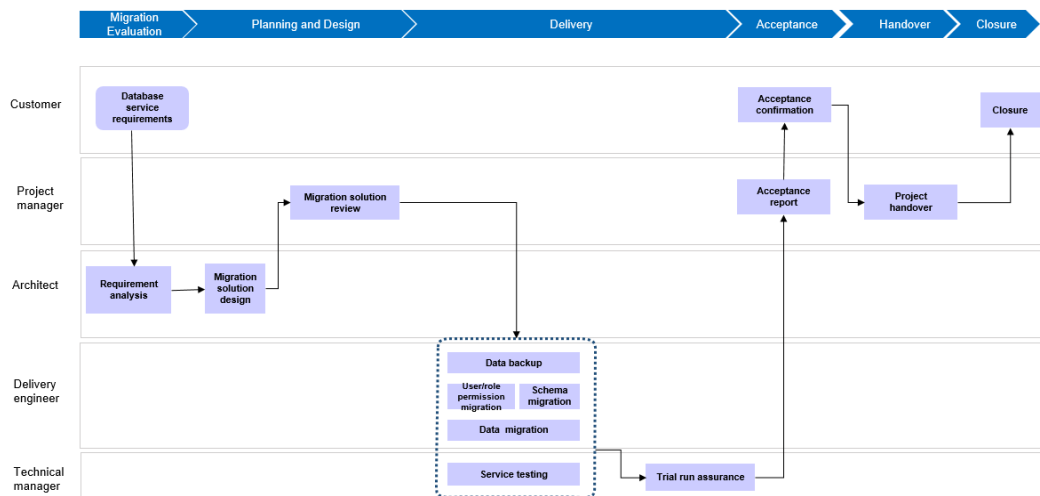 Migration
Evaluation
Planning and Design
Delivery
Acceptance
Handover
Closure
Customer
Database
service
requirements
Acceptance
confirmation
Closure
Project
manager
Migration solution
review
Acceptance
report
Project
handover
Architect
Requirement
analysis
Migration
solution
design
Delivery
engineer
Data backup
User/role
permission
migration
Schema
migration
Data migration
Technical
manager
Service testing
Trial run assurance